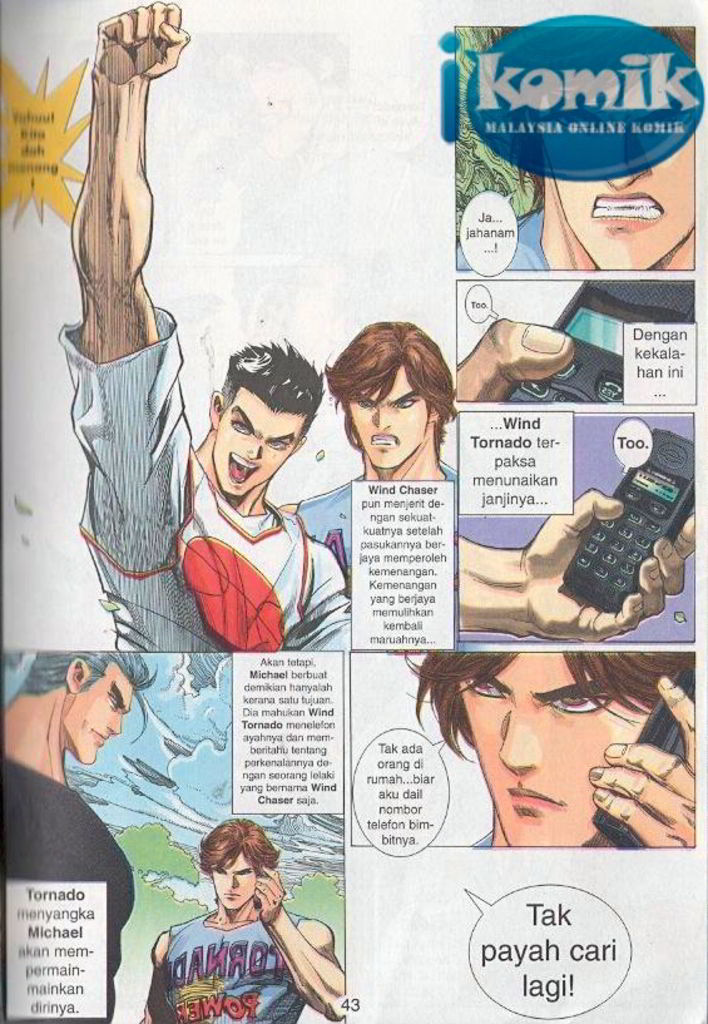 komik
MALAYSIA ONLINE KOMIK
kita
dah
menang
!
Ja...
jahanam
...!
Too.
Dengan
kekala-
han ini
...
...Wind
Tornado ter-
paksa
menunaikan
janjinya...
Too.
Wind Chaser
pun menjerit de-
ngan sekuat-
kuatnya setelah
pasukannya ber-
jaya memperoleh
kemenangan.
Kemenangan
yang berjaya
memulihkan
kembali
maruahnya...
Akan tetapi,
Michael berbuat
demikian hanyalah
kerana satu tujuan.
Dia mahukan Wind
Tornado menelefon
ayahnya dan mem-
beritahu tentang
perkenalannya de-
ngan seorang lelaki
yang bernama Wind
Chaser saja.
Tornado
menyangka
Michael
akan mem-
permain-
mainkan
dirinya.
TORNAD
POWER
Tak ada
orang di
rumah...biar
aku dail
nombor
telefon bim-
bitnya.
Tak
payah cari
lagi!
43